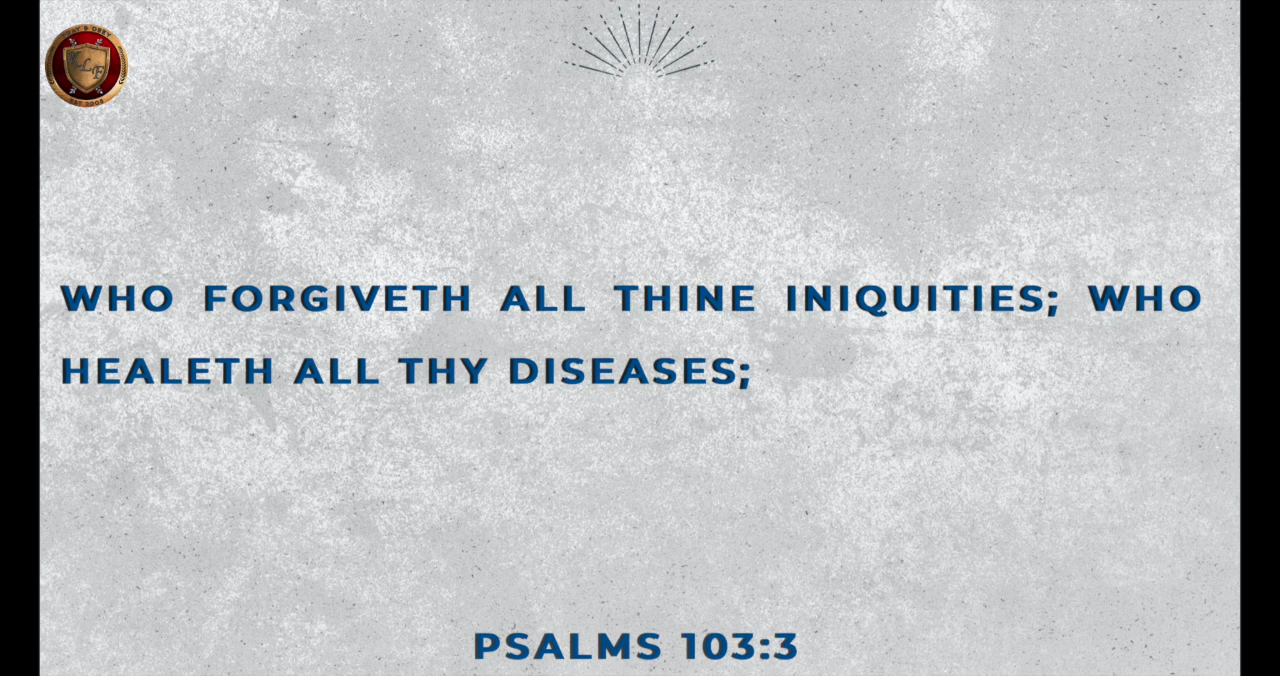 WHO FORGIVETH ALL THINE INIQUITIES; WHO
HEALETH ALL THY DISEASES;
PSALMS 103:3